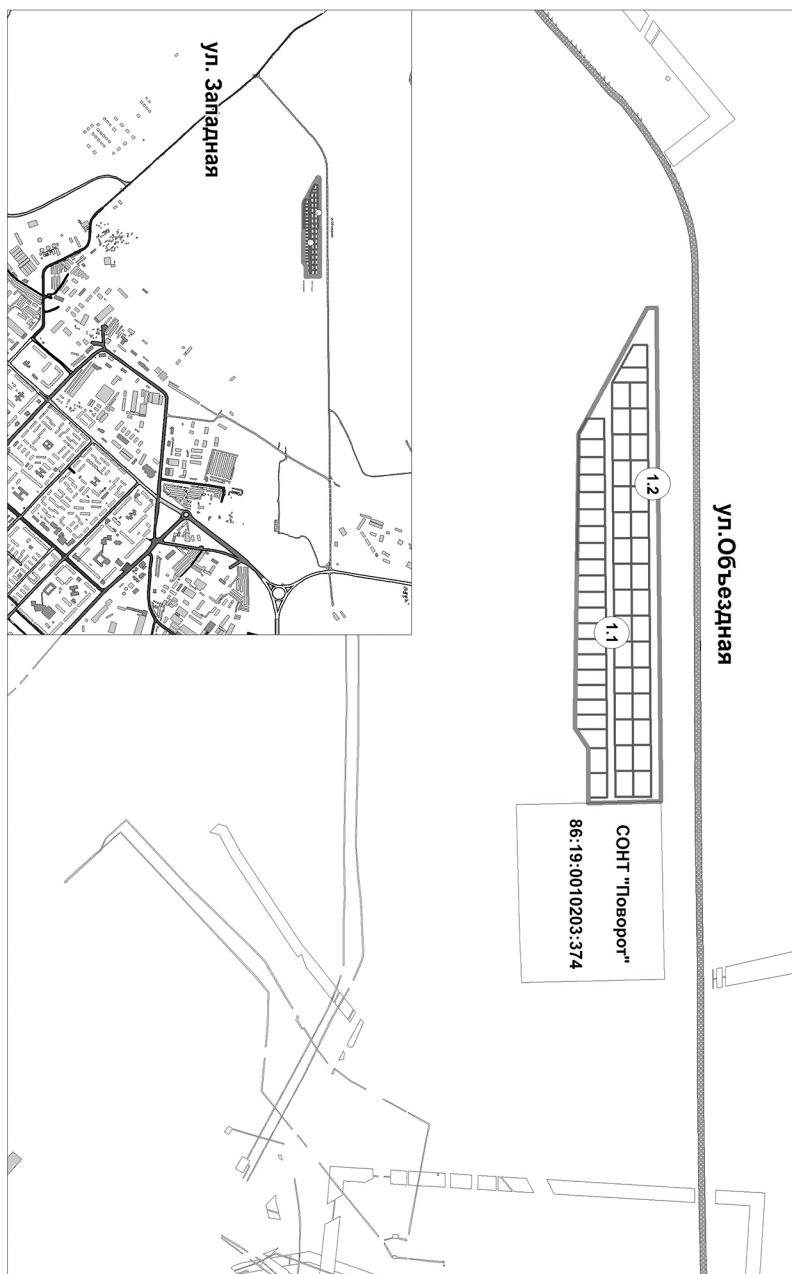 ул. Западная
ул.Объездная
1.2
1.1
СОНТ "Поворот"
86:19:0010203:374